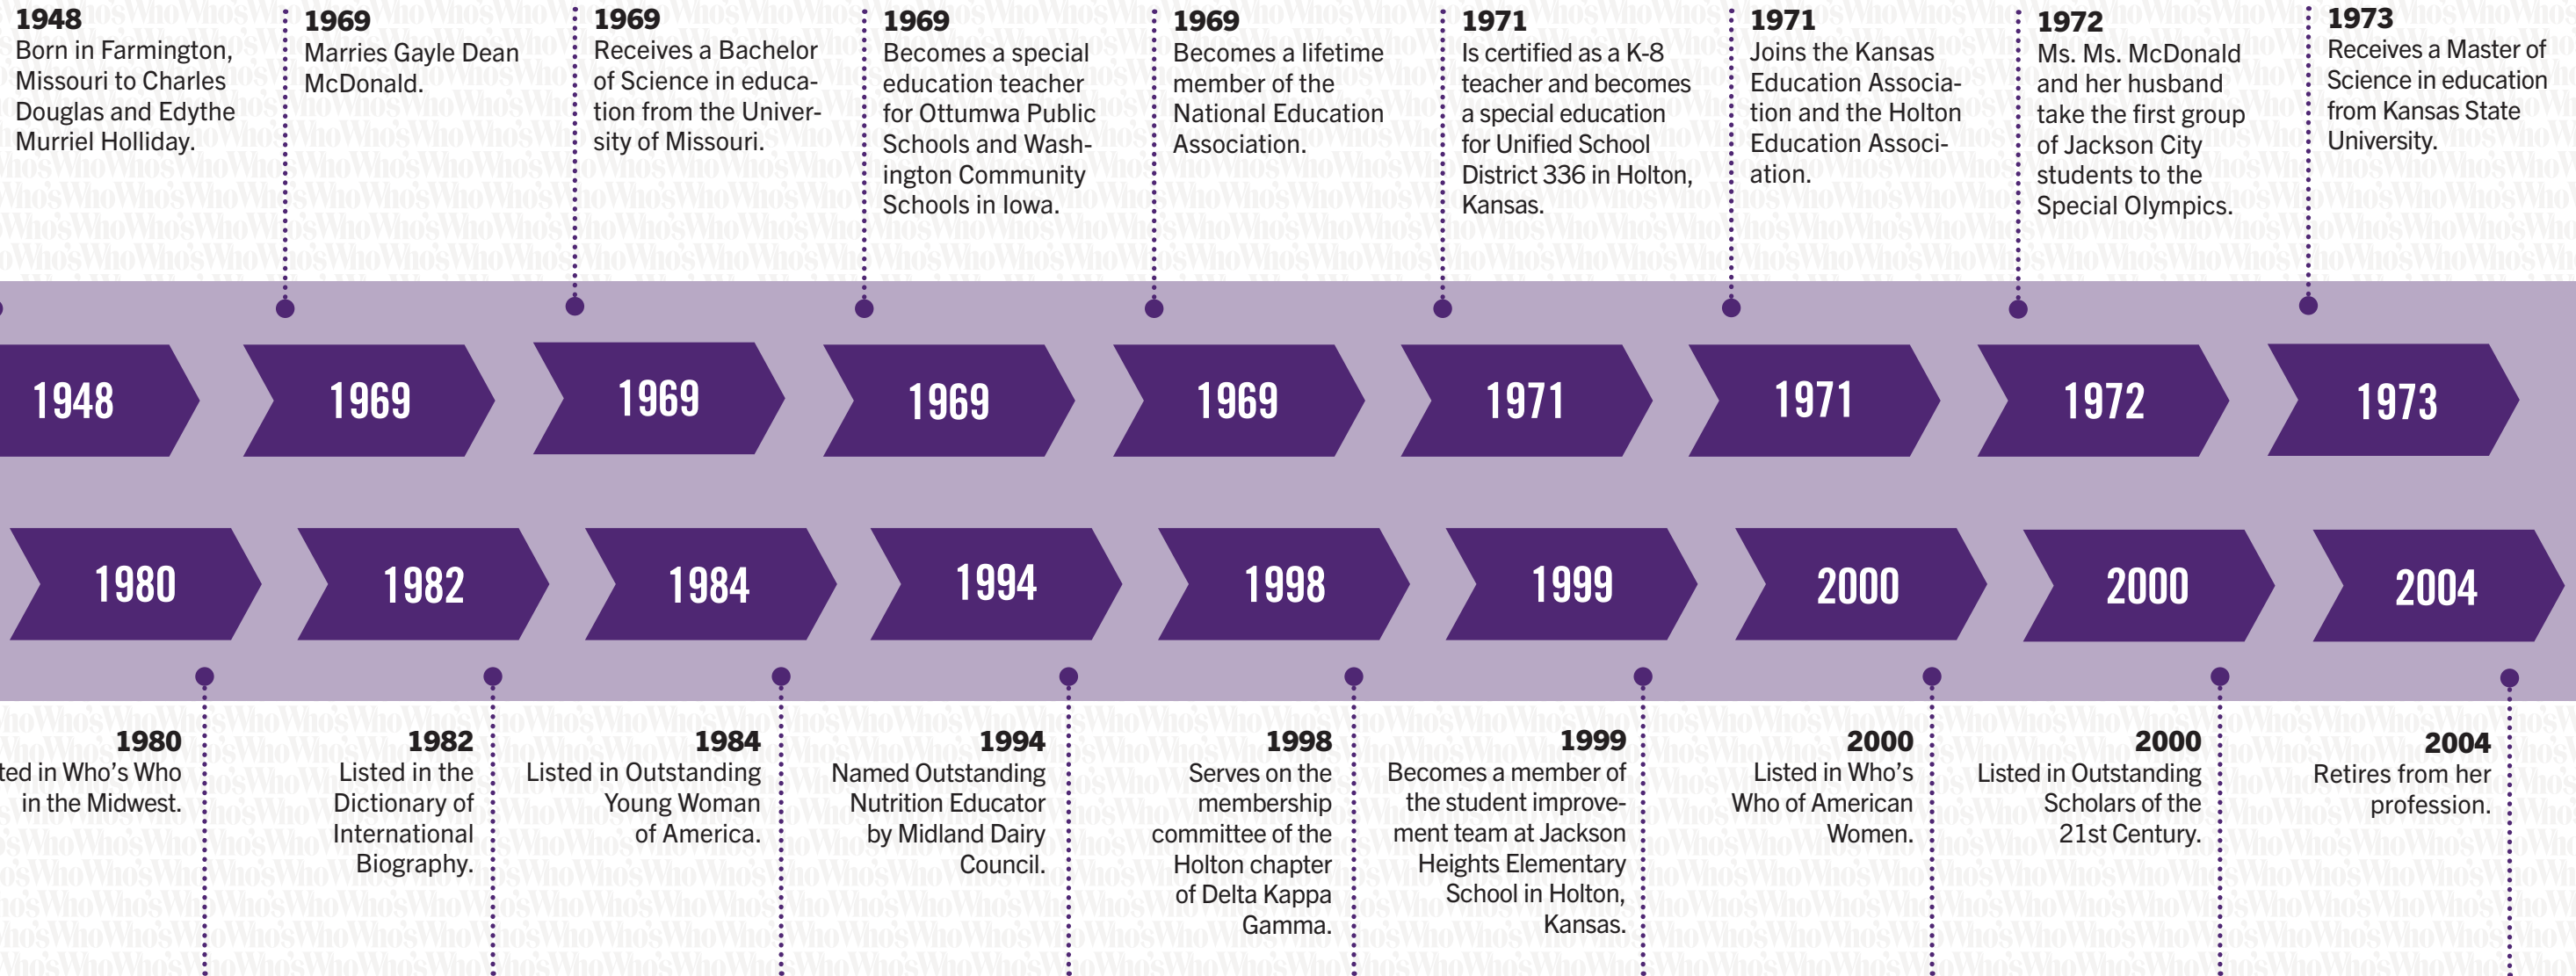 1948
Born in Farmington,
Missouri to Charles
Douglas and Edythe
Murriel Holliday.
1969
Marries Gayle Dean
McDonald.
1969
Receives a Bachelor
of Science in educa-
tion from the Univer-
sity of Missouri.
1969
Becomes a special
education teacher
for Ottumwa Public
Schools and Wash-
ington Community
Schools in Iowa.
1969
Becomes a lifetime
member of the
National Education
Association.
1971
Is certified as a K-8
teacher and becomes
a special education
for Unified School
District 336 in Holton,
Kansas.
1971
Joins the Kansas
Education Associa-
tion and the Holton
Education Associ-
ation.
1972
Ms. Ms. McDonald
and her husband
take the first group
of Jackson City
students to the
Special Olympics.
1973
Receives a Master of
Science in education
from Kansas State
University.
1948
1969
1969
1969
1969
1971
1971
1972
1973
1980
1982
1984
1994
1998
1999
2000
2000
2004
1980
ted in Who's Who
in the Midwest.
1982
Listed in the
Dictionary of
International
Biography.
1984
Listed in Outstanding
Young Woman
of America.
1994
Named Outstanding
Nutrition Educator
by Midland Dairy
Council.
1998
Serves on the
membership
committee of the
Holton chapter
of Delta Kappa
Gamma.
1999
Becomes a member of
the student improve-
ment team at Jackson
Heights Elementary
School in Holton,
Kansas.
2000
Listed in Who's
Who of American
Women.
2000
Listed in Outstanding
Scholars of the
21st Century.
2004
Retires from her
profession.